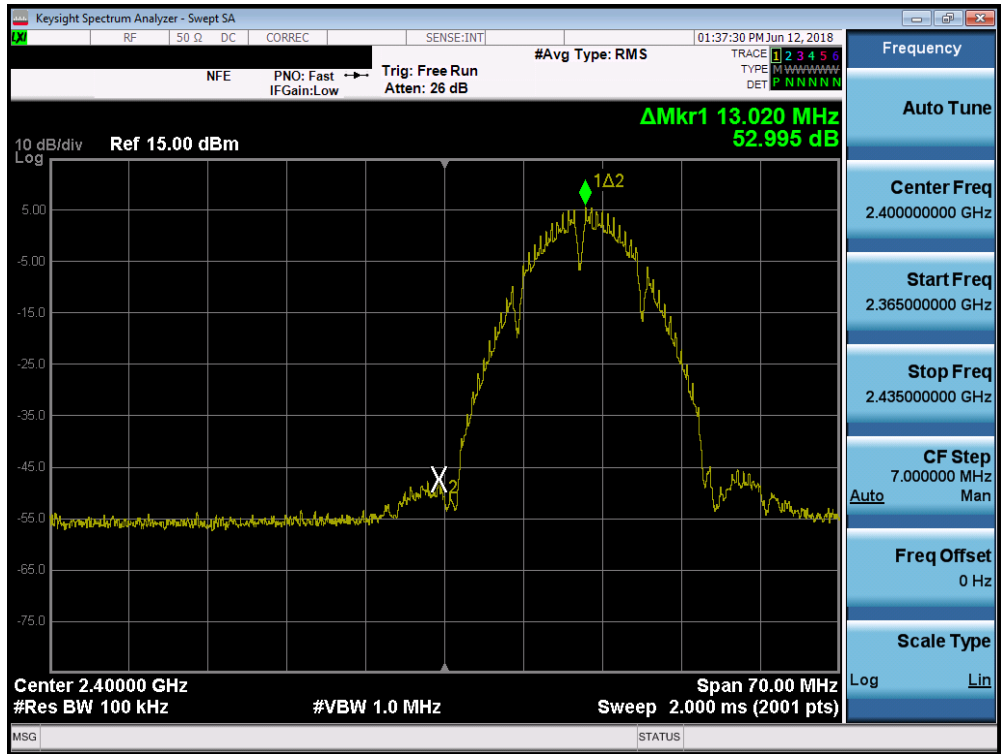 Keysight Spectrum Analyzer - Swept SA
LXI RF 50 Ω DC CORREC SENSE:INT 01:37:30 PM Jun 12, 2018
#Avg Type: RMS TRACE 1 2 3 4 5 6
NFE PNO: Fast Trig: Free Run TYPE M W W W W W
IFGain:Low Atten: 26 dB DET P N N N N N
ΔMkr1 13.020 MHz
52.995 dB
10 dB/div Ref 15.00 dBm
Log
1Δ2
5.00
-5.00
-15.0
-25.0
-35.0
-45.0
2
-55.0
-65.0
-75.0
Center 2.40000 GHz Span 70.00 MHz
#Res BW 100 kHz #VBW 1.0 MHz Sweep 2.000 ms (2001 pts)
MSG STATUS
Frequency
Auto Tune
Center Freq
2.400000000 GHz
Start Freq
2.365000000 GHz
Stop Freq
2.435000000 GHz
CF Step
7.000000 MHz
Auto Man
Freq Offset
0 Hz
Scale Type
Log Lin